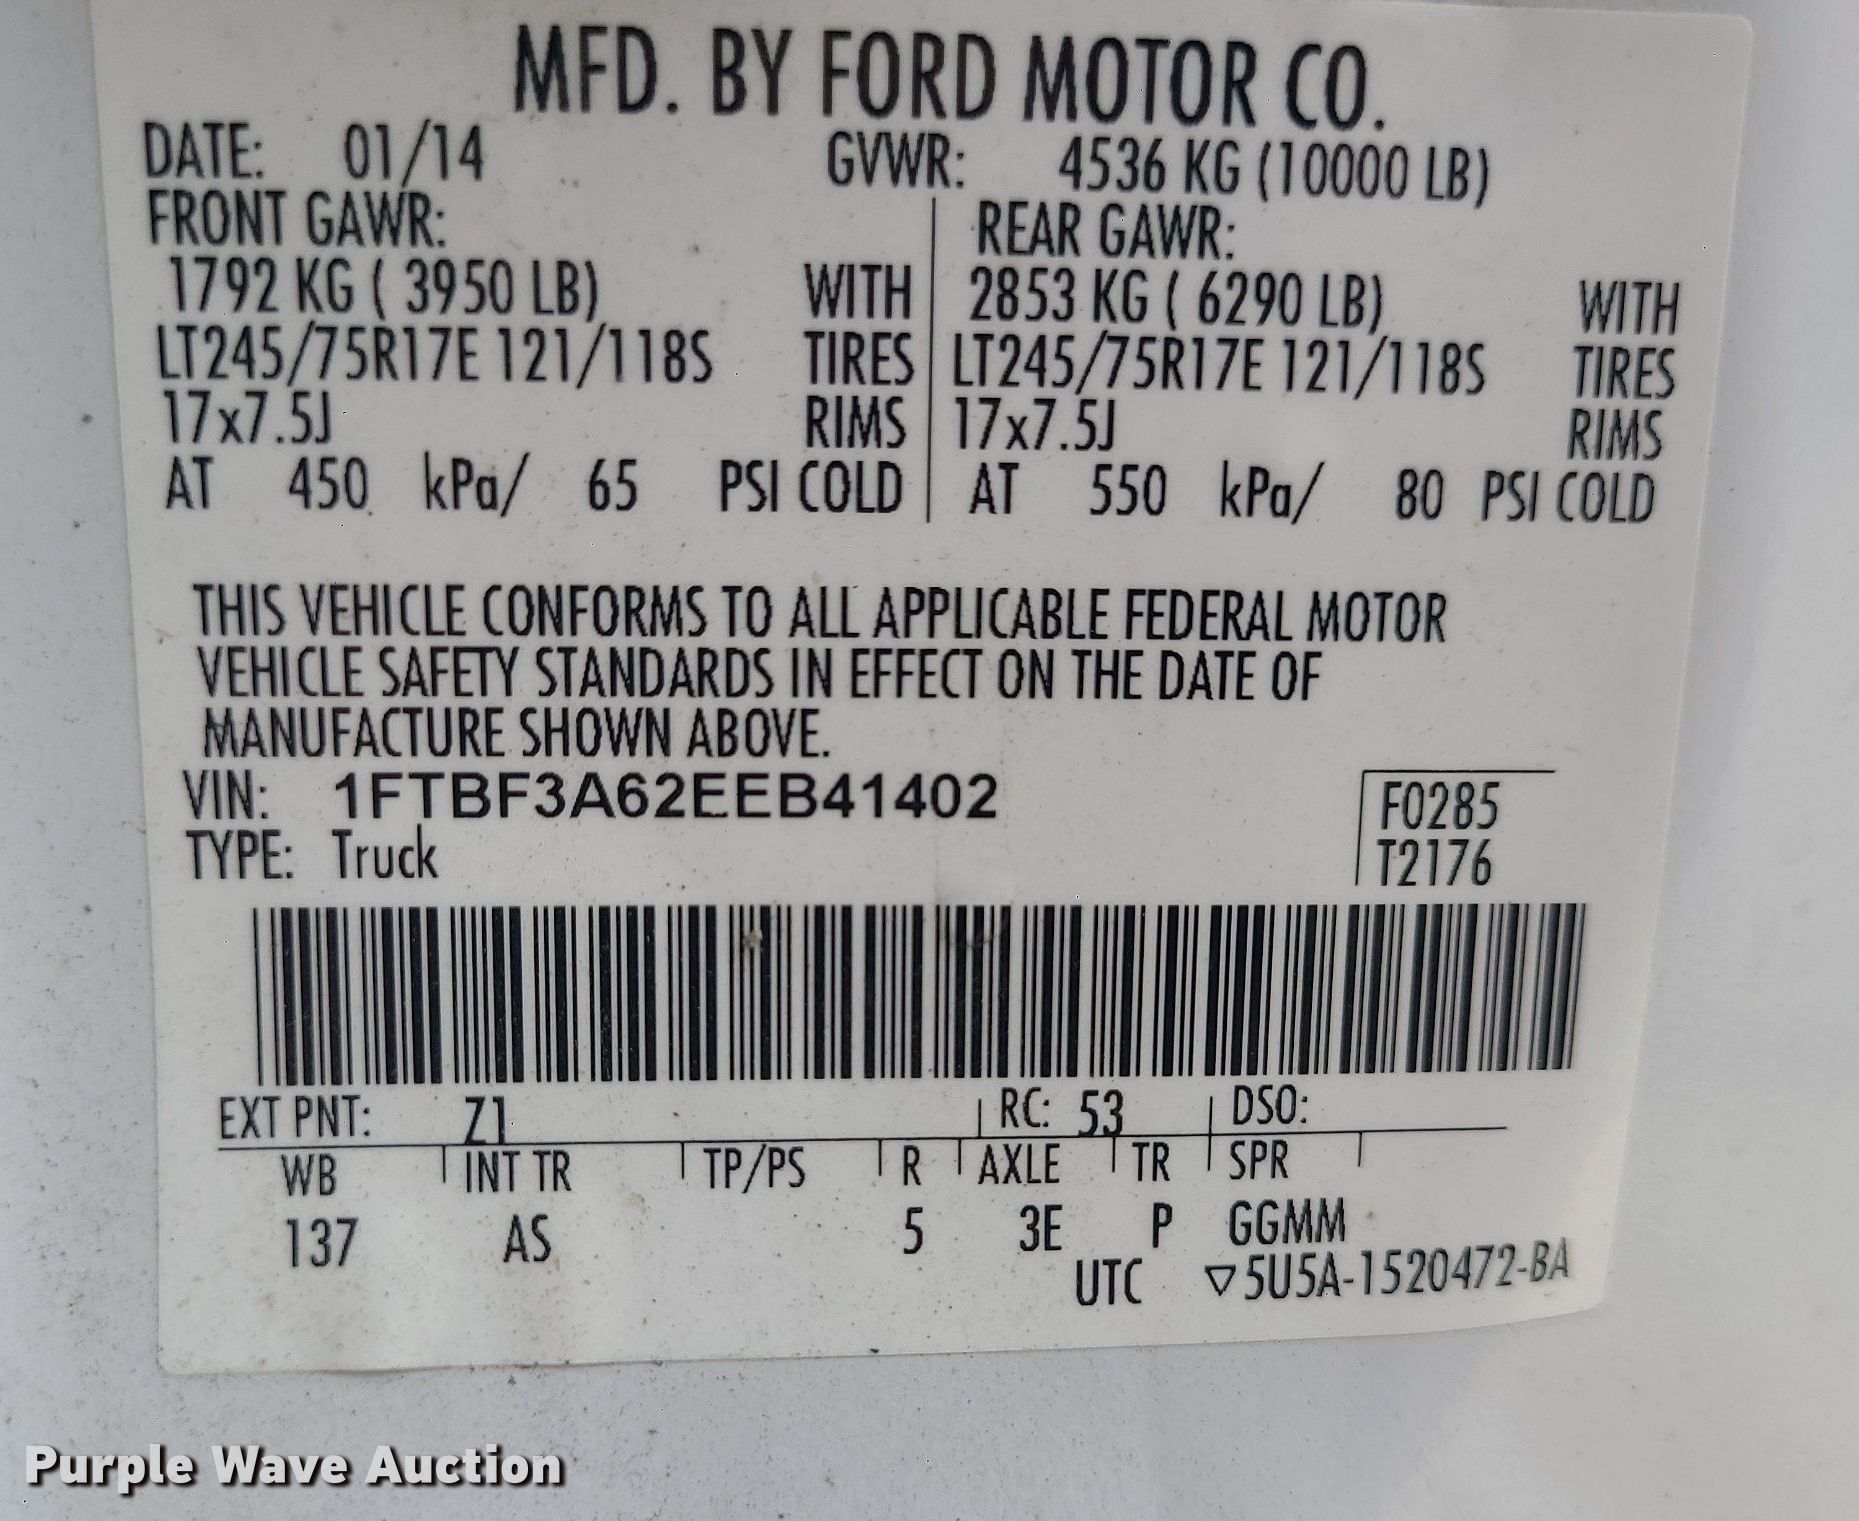 MFD. BY FORD MOTOR CO.
DATE: 01/14 GVWR: 4536 KG (10000 LB)
FRONT GAWR: REAR GAWR:
1792 KG ( 3950 LB) WITH 2853 KG ( 6290 LB) WITH
LT245/75R17E 121/118S TIRES LT245/75R17E 121/118S TIRES
17x7.5J RIMS 17x7.5J RIMS
AT 450 kPa/ 65 PSI COLD AT 550 kPa/ 80 PSI COLD
THIS VEHICLE CONFORMS TO ALL APPLICABLE FEDERAL MOTOR
VEHICLE SAFETY STANDARDS IN EFFECT ON THE DATE OF
MANUFACTURE SHOWN ABOVE.
VIN: 1FTBF3A62EEB41402 F0285
TYPE: Truck T2176
EXT PNT: Z1 RC: 53 DSO:
WB INT TR TP/PS R AXLE TR SPR
137 AS 5 3E P GGMM
UTC ▽5U5A-1520472-BA
Purple Wave Auction